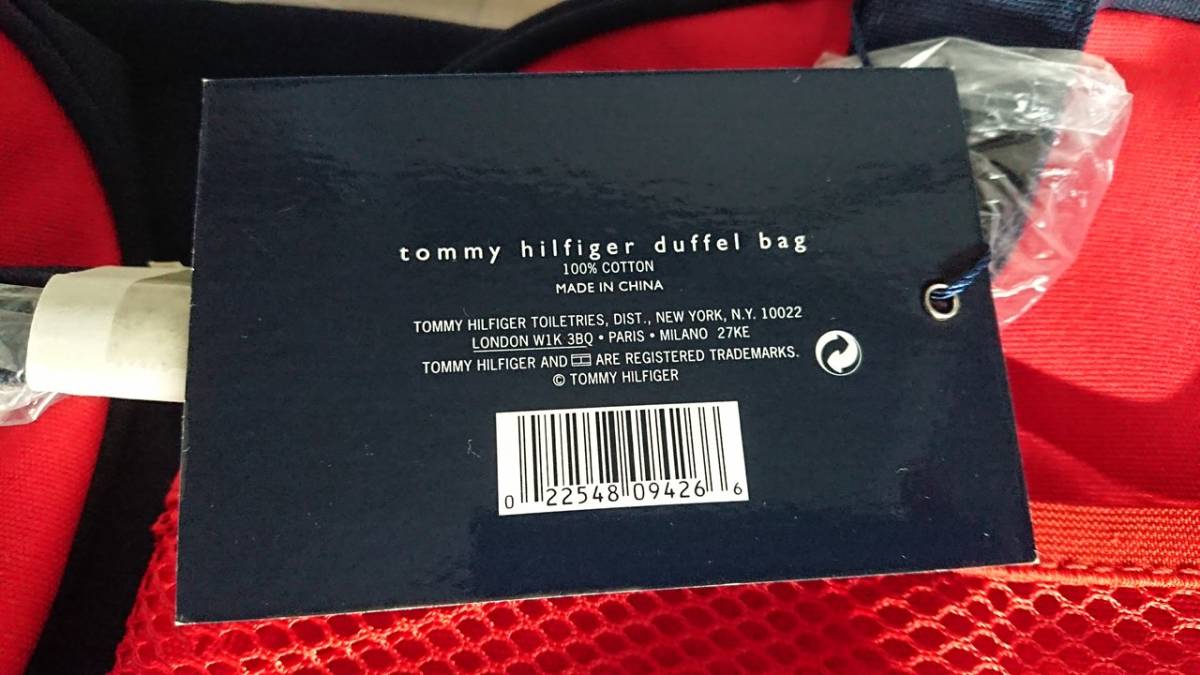 tommy hilfiger duffel bag
100% COTTON
MADE IN CHINA
TOMMY HILFIGER TOILETRIES, DIST., NEW YORK, N.Y. 10022
LONDON W1K 3BQ • PARIS • MILANO 27KE
TOMMY HILFIGER AND ARE REGISTERED TRADEMARKS.
© TOMMY HILFIGER
0 22548 09426 6